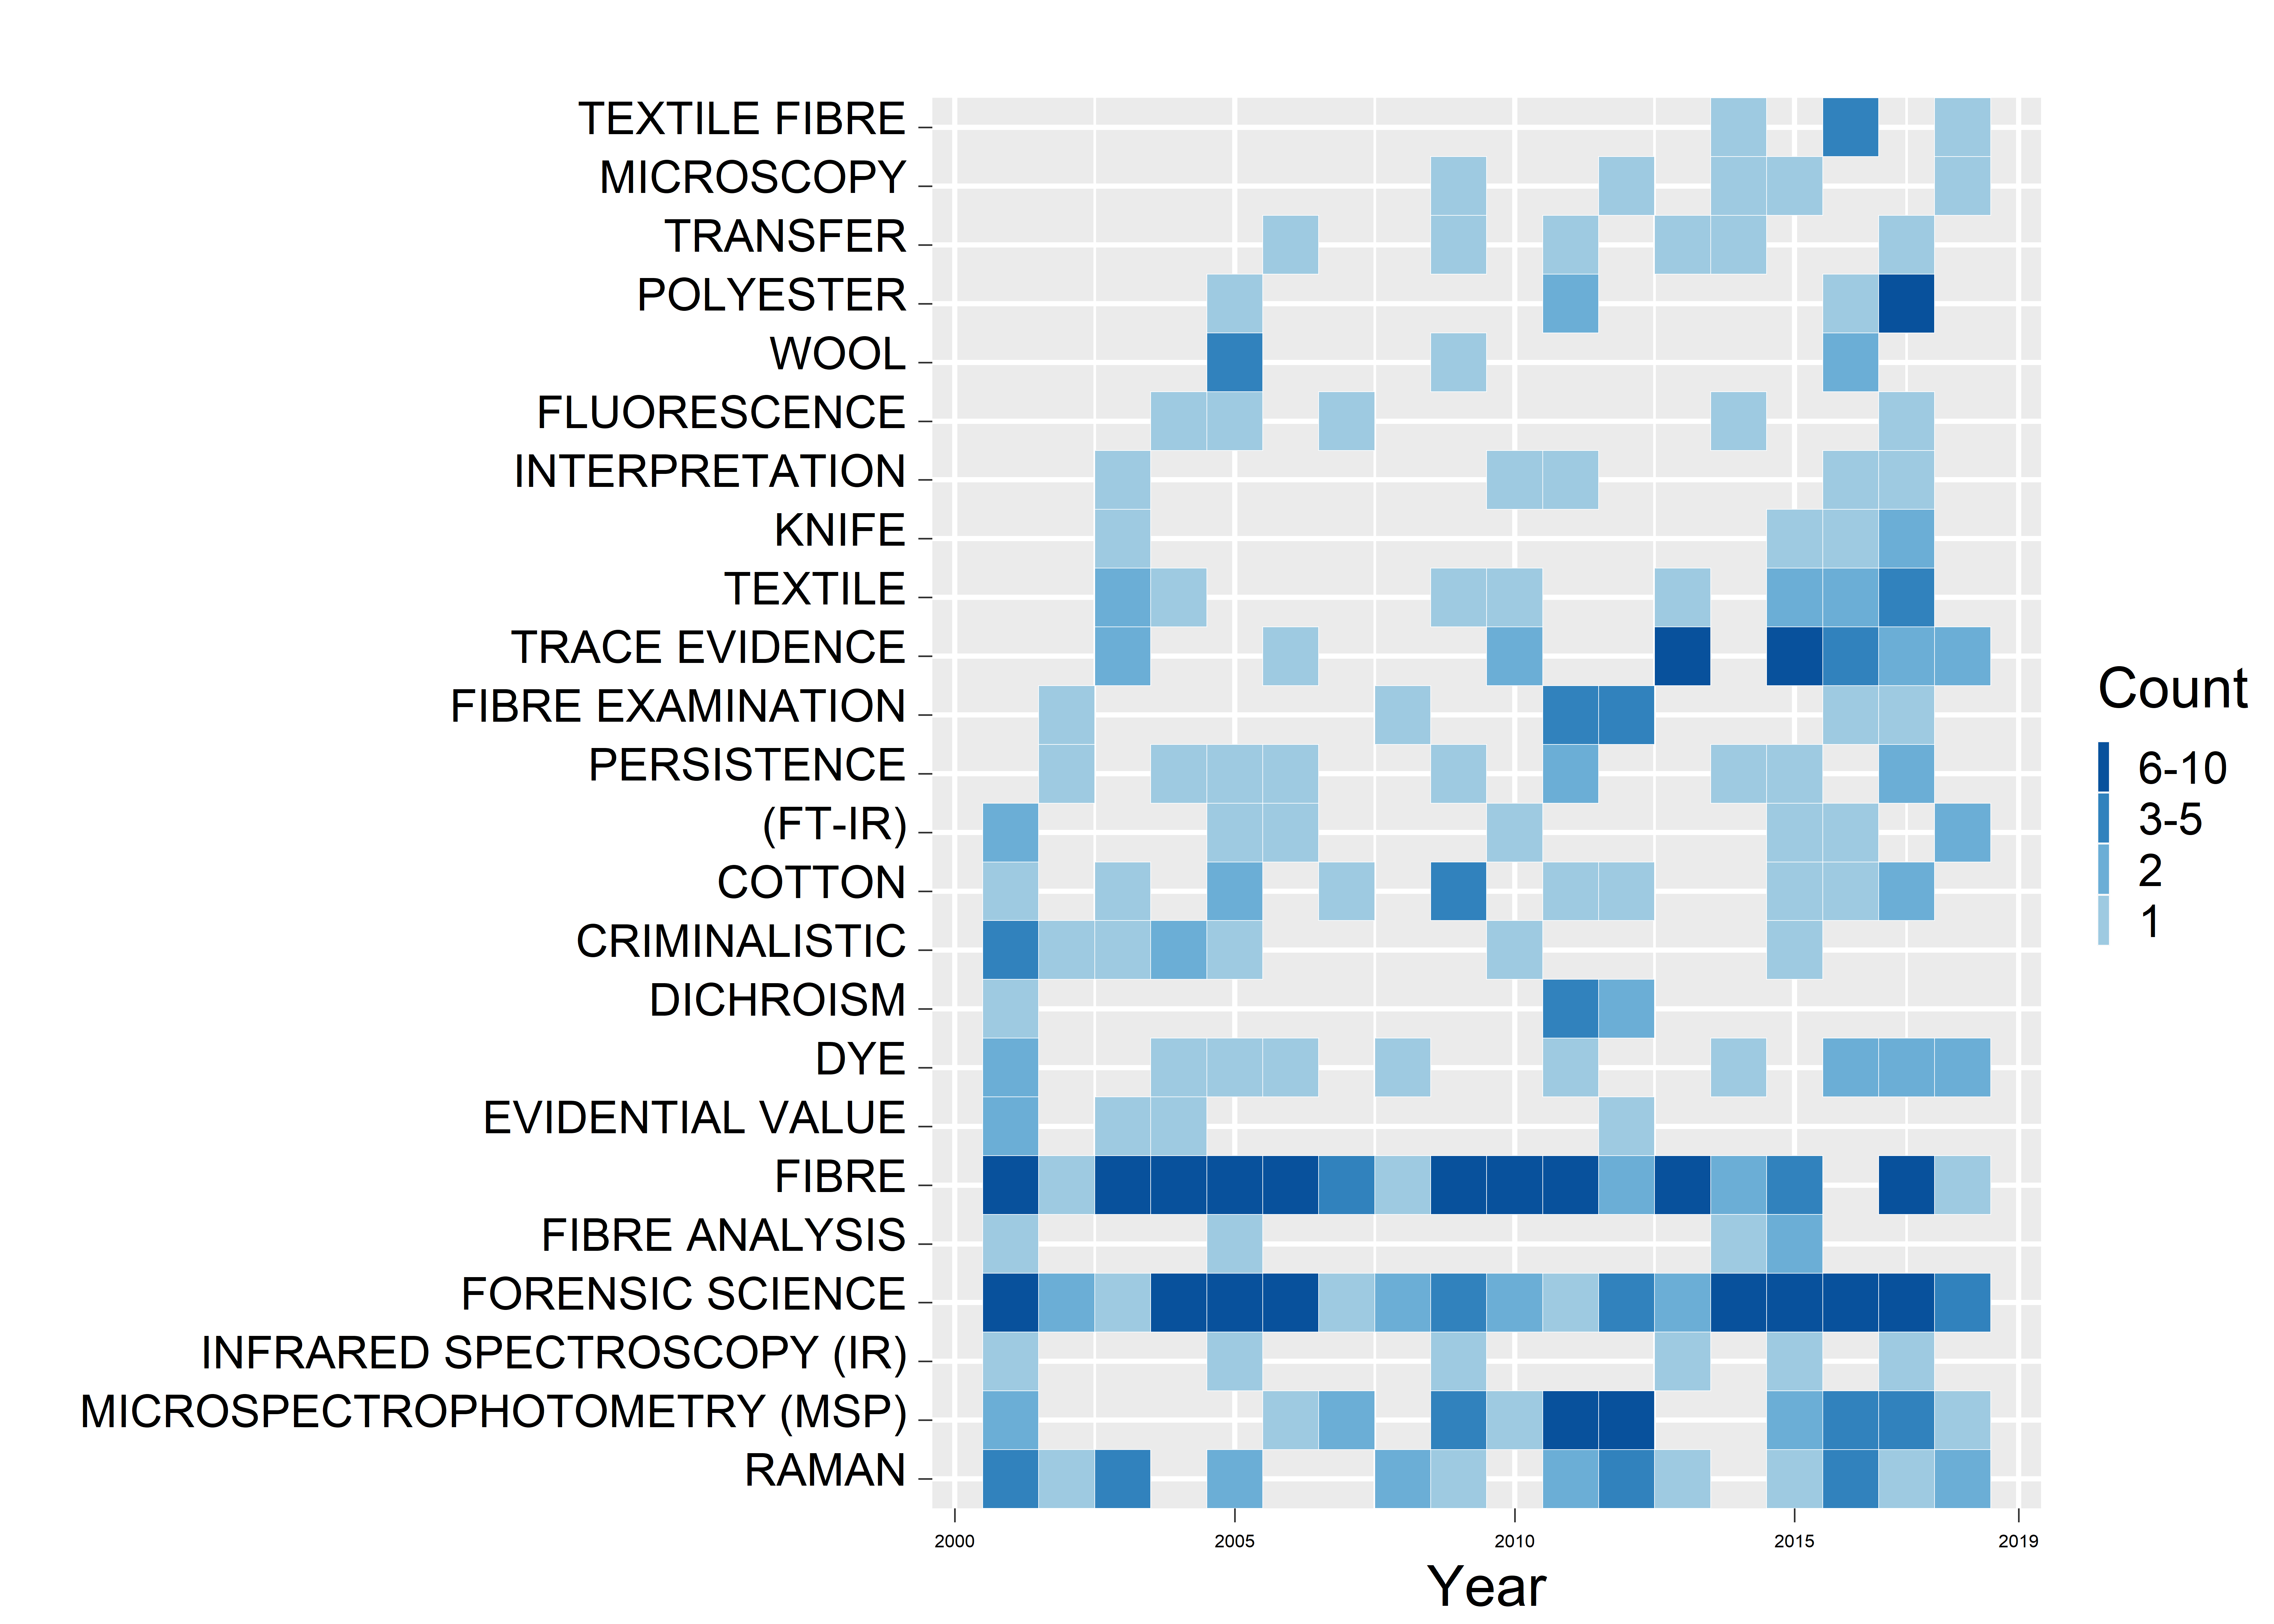 TEXTILE FIBRE
MICROSCOPY
TRANSFER
POLYESTER
WOOL
FLUORESCENCE
INTERPRETATION
KNIFE
TEXTILE
TRACE EVIDENCE
FIBRE EXAMINATION
PERSISTENCE
(FT-IR)
COTTON
CRIMINALISTIC
DICHROISM
DYE
EVIDENTIAL VALUE
FIBRE
FIBRE ANALYSIS
FORENSIC SCIENCE
INFRARED SPECTROSCOPY (IR)
MICROSPECTROPHOTOMETRY (MSP)
RAMAN
2000 2005 2010 2015 2019
Year
Count
6-10
3-5
2
1